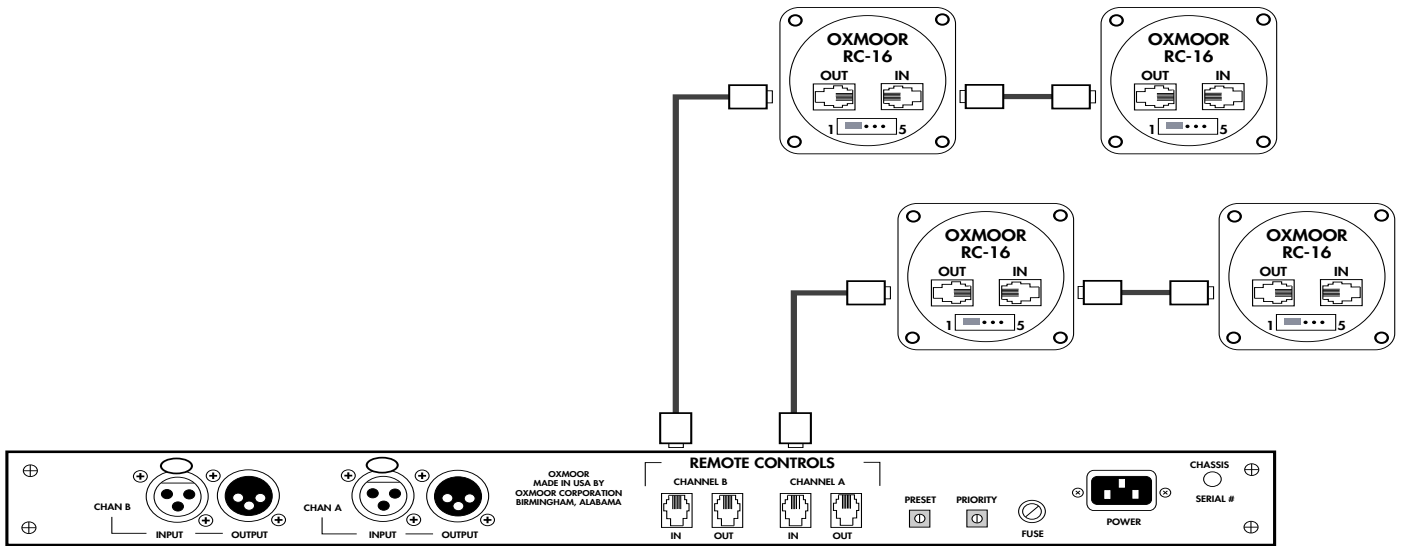 OXMOOR
RC-16
OUT IN
1 5
OXMOOR
RC-16
OUT IN
1 5
OXMOOR
RC-16
OUT IN
1 5
OXMOOR
RC-16
OUT IN
1 5
CHAN B
INPUT OUTPUT
CHAN A
INPUT OUTPUT
OXMOOR
MADE IN USA BY
OXMOOR CORPORATION
BIRMINGHAM, ALABAMA
REMOTE CONTROLS
CHANNEL B CHANNEL A
IN OUT IN OUT
PRESET PRIORITY
FUSE
POWER
CHASSIS
SERIAL #